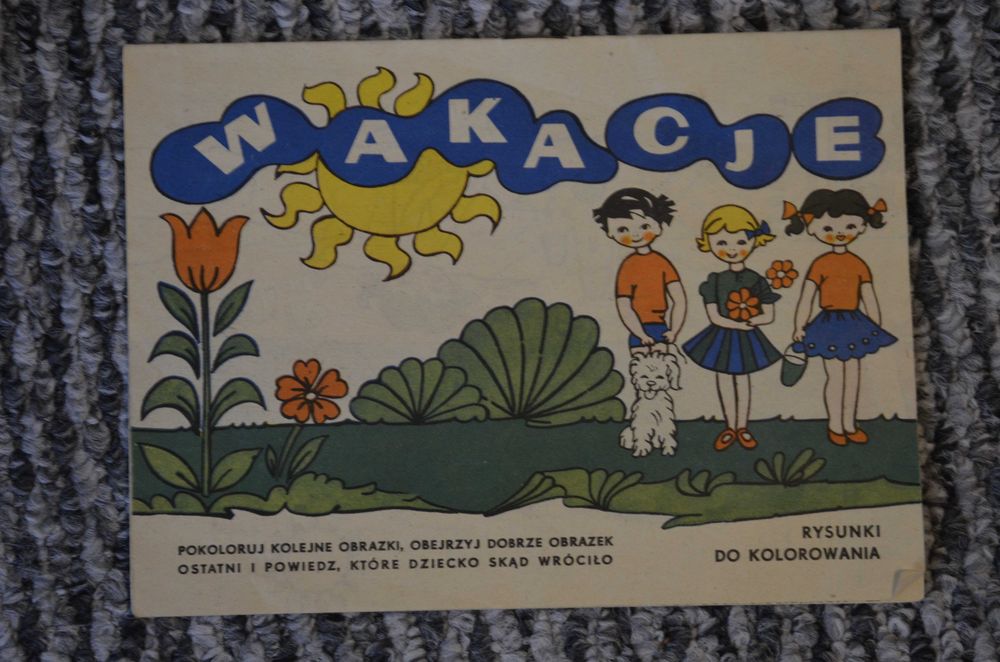 WAKACJE
POKOLORUJ KOLEJNE OBRAZKI, OBEJRZYJ DOBRZE OBRAZEK
OSTATNI I POWIEDZ, KTÓRE DZIECKO SKĄD WRÓCIŁO
RYSUNKI
DO KOLOROWANIA